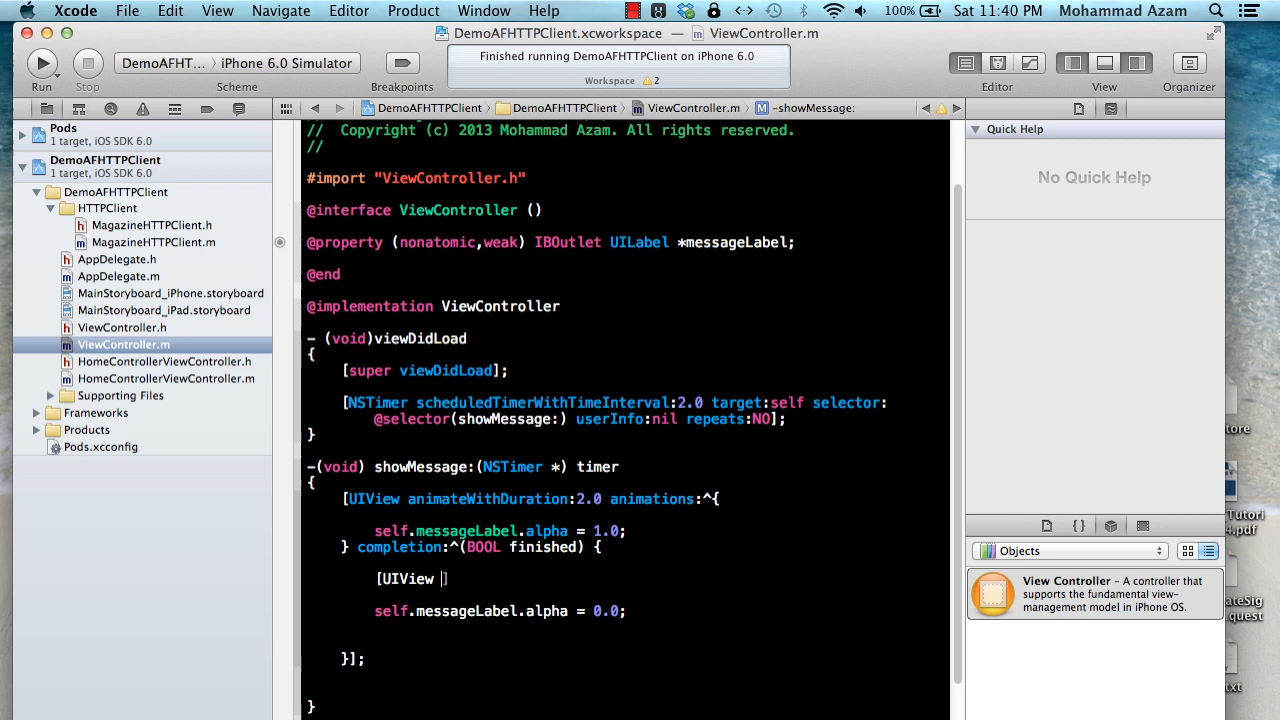 Xcode File Edit View Navigate Editor Product Window Help 100% Sat 11:40 PM Mohammad Azam
DemoAFHTTPClient.xcworkspace — ViewController.m
DemoAFHT... iPhone 6.0 Simulator
Finished running DemoAFHTTPClient on iPhone 6.0
Workspace 2
Run Stop Scheme Breakpoints Editor View Organizer
DemoAFHTTPClient DemoAFHTTPClient ViewController.m M -showMessage:
Pods
1 target, iOS SDK 6.0
DemoAFHTTPClient
1 target, iOS SDK 6.0
DemoAFHTTPClient
HTTPClient
h MagazineHTTPClient.h
m MagazineHTTPClient.m
h AppDelegate.h
m AppDelegate.m
MainStoryboard_iPhone.storyboard
MainStoryboard_iPad.storyboard
h ViewController.h
m ViewController.m
h HomeControllerViewController.h
m HomeControllerViewController.m
Supporting Files
Frameworks
Products
Pods.xcconfig
// Copyright (c) 2013 Mohammad Azam. All rights reserved.
//
#import "ViewController.h"
@interface ViewController ()
@property (nonatomic,weak) IBOutlet UILabel *messageLabel;
@end
@implementation ViewController
- (void)viewDidLoad
{
[super viewDidLoad];
[NSTimer scheduledTimerWithTimeInterval:2.0 target:self selector:
@selector(showMessage:) userInfo:nil repeats:NO];
}
-(void) showMessage:(NSTimer *) timer
{
[UIView animateWithDuration:2.0 animations:^{
self.messageLabel.alpha = 1.0;
} completion:^(BOOL finished) {
[UIView ]
self.messageLabel.alpha = 0.0;
}];
}
Quick Help
No Quick Help
{}
Objects
View Controller - A controller that
supports the fundamental view-
management model in iPhone OS.
ore
Tutori
4.pdf
ateSig
quest
txt